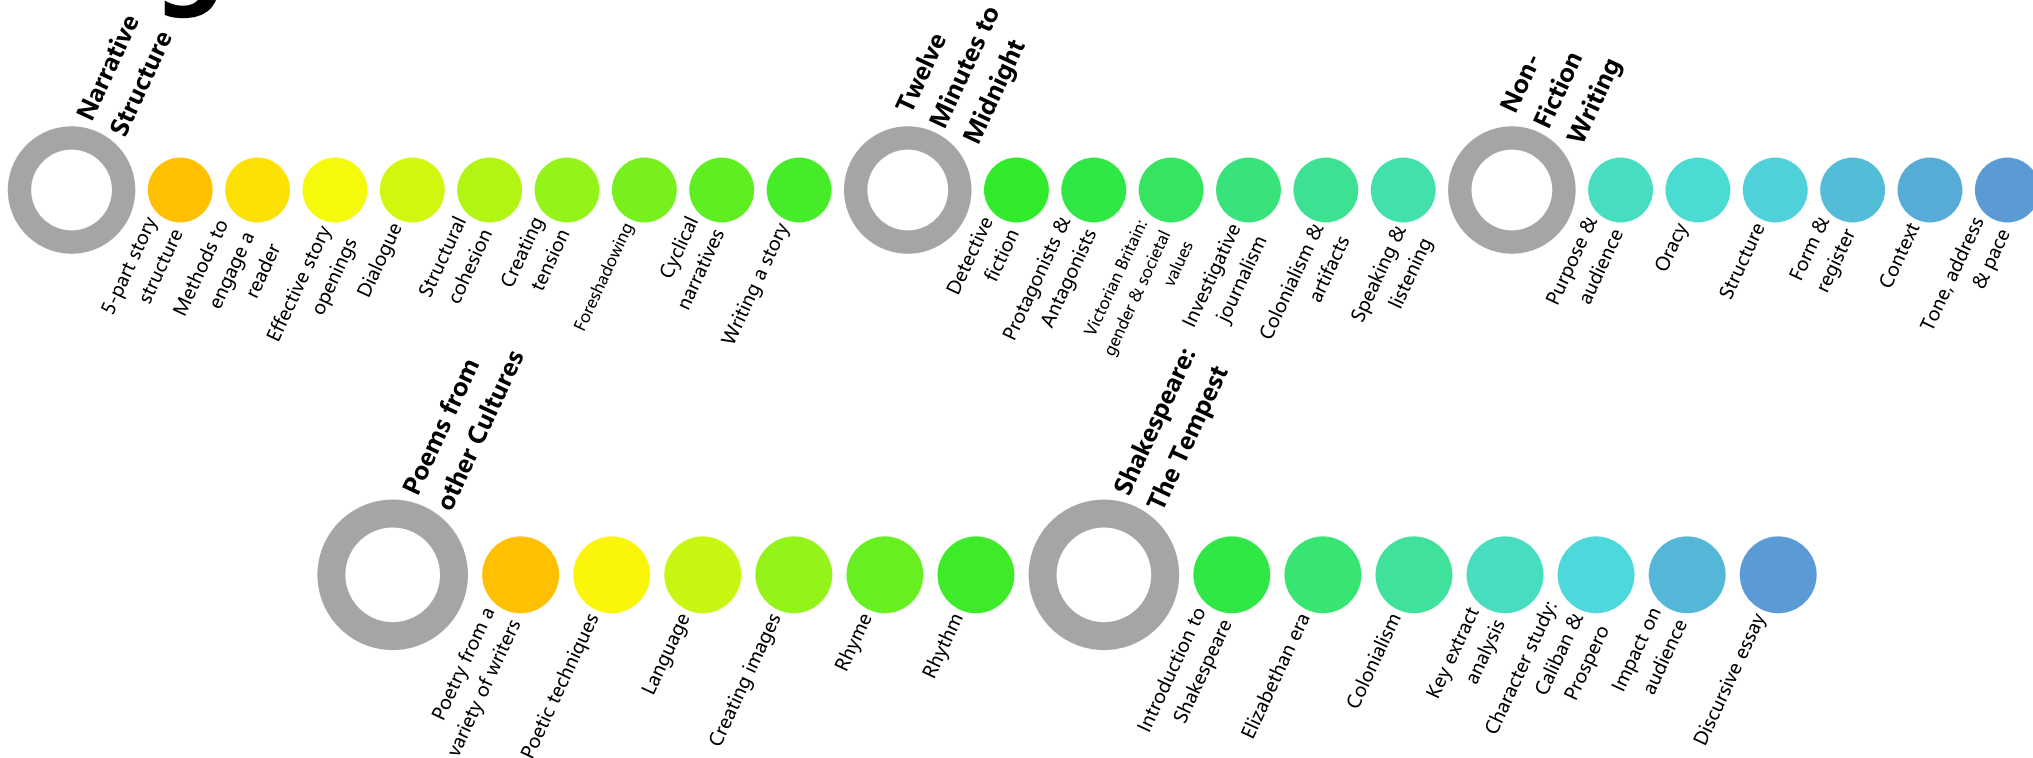 Narrative
Structure
5-part story
structure
Methods to
engage a
reader
Effective story
openings
Dialogue
Structural
cohesion
Creating
tension
Foreshadowing
Cyclical
narratives
Writing a story
Twelve
Minutes to
Midnight
Detective
fiction
Protagonists &
Antagonists
Victorian Britain:
gender & societal
values
Investigative
journalism
Colonialism &
artifacts
Speaking &
listening
Non-
Fiction
Writing
Purpose &
audience
Oracy
Structure
Form &
register
Context
Tone, address
& pace
Poems from
other Cultures
Poetry from a
variety of writers
Poetic techniques
Language
Creating images
Rhyme
Rhythm
Shakespeare:
The Tempest
Introduction to
Shakespeare
Elizabethan era
Colonialism
Key extract
analysis
Character study:
Caliban &
Prospero
Impact on
audience
Discursive essay